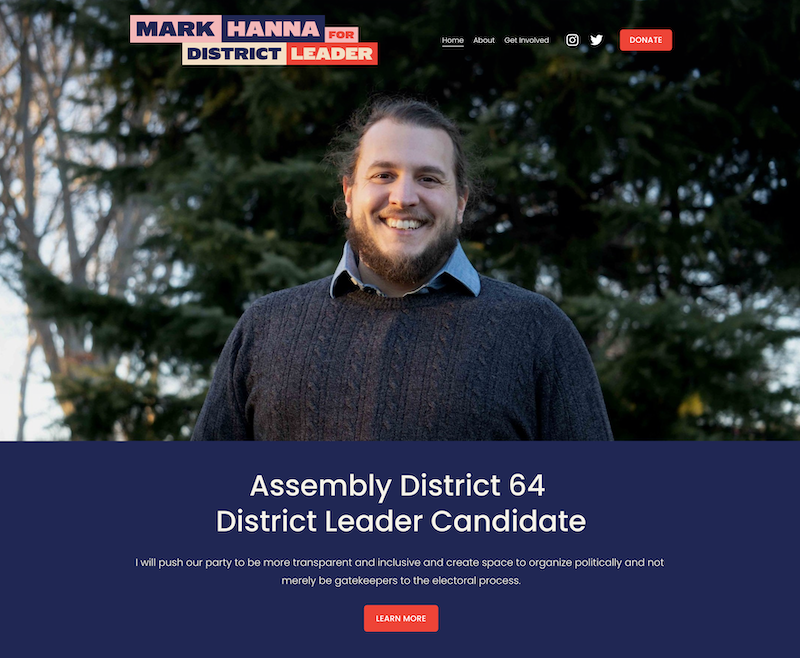 MARK HANNA FOR
DISTRICT LEADER
Home About Get Involved DONATE
Assembly District 64
District Leader Candidate
I will push our party to be more transparent and inclusive and create space to organize politically and not
merely be gatekeepers to the electoral process.
LEARN MORE